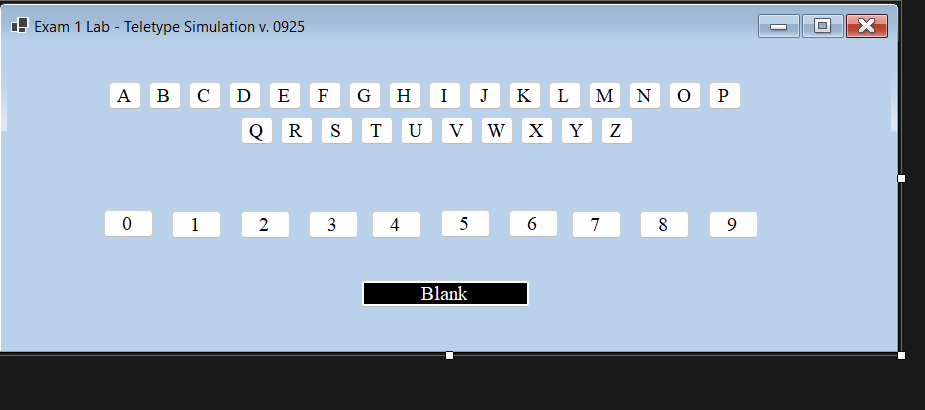 Exam 1 Lab - Teletype Simulation v. 0925
A B C D E F G H I J K L M N O P
Q R S T U V W X Y Z
0 1 2 3 4 5 6 7 8 9
Blank